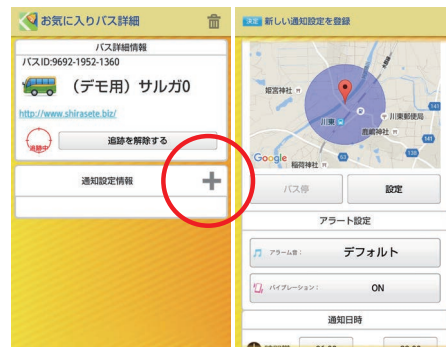 お気に入りバス詳細
バス詳細情報
バスID:9692-1952-1360
(デモ用) サルガ0
http://www.shirasete.biz/
追跡中
追跡を解除する
通知設定情報
決定 新しい通知設定を登録
姫宮神社
川東
川東郵便局
鹿嶋神社
稲荷神社
Google
バス停
設定
アラート設定
アラーム音:
デフォルト
バイブレーション:
ON
通知日時